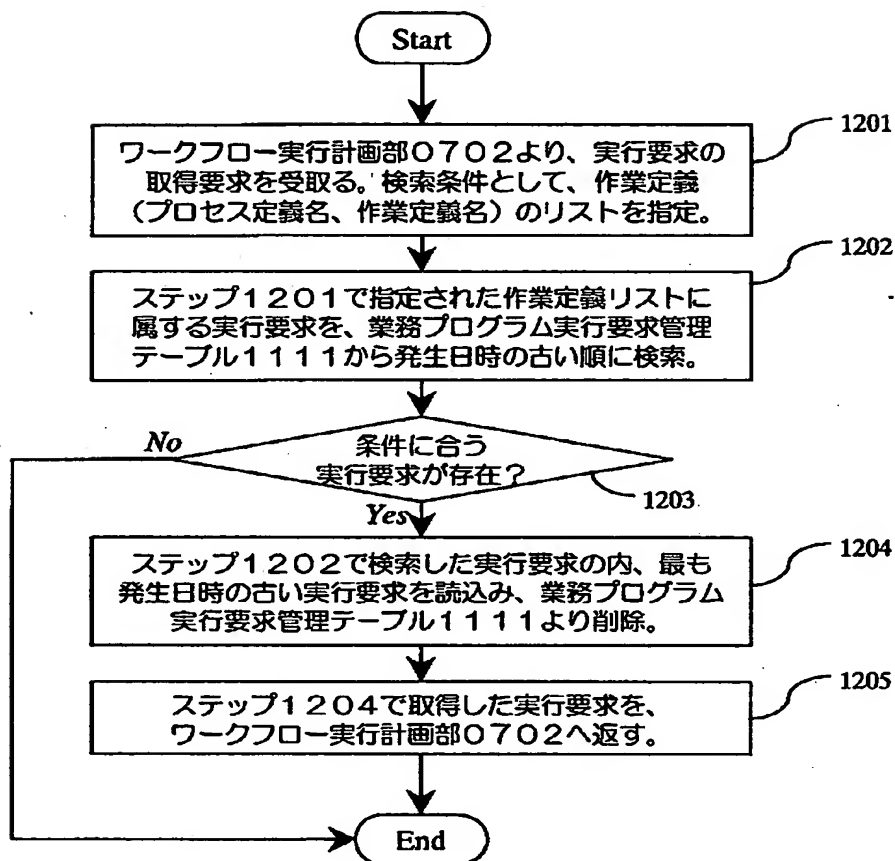 Start
1201
ワークフロー実行計画部0702より、実行要求の
取得要求を受取る。検索条件として、作業定義
（プロセス定義名、作業定義名）のリストを指定。
1202
ステップ1201で指定された作業定義リストに
属する実行要求を、業務プログラム実行要求管理
テーブル1111から発生日時の古い順に検索。
No
条件に合う
実行要求が存在？
1203
Yes
1204
ステップ1202で検索した実行要求の内、最も
発生日時の古い実行要求を読込み、業務プログラム
実行要求管理テーブル1111より削除。
1205
ステップ1204で取得した実行要求を、
ワークフロー実行計画部0702へ返す。
End